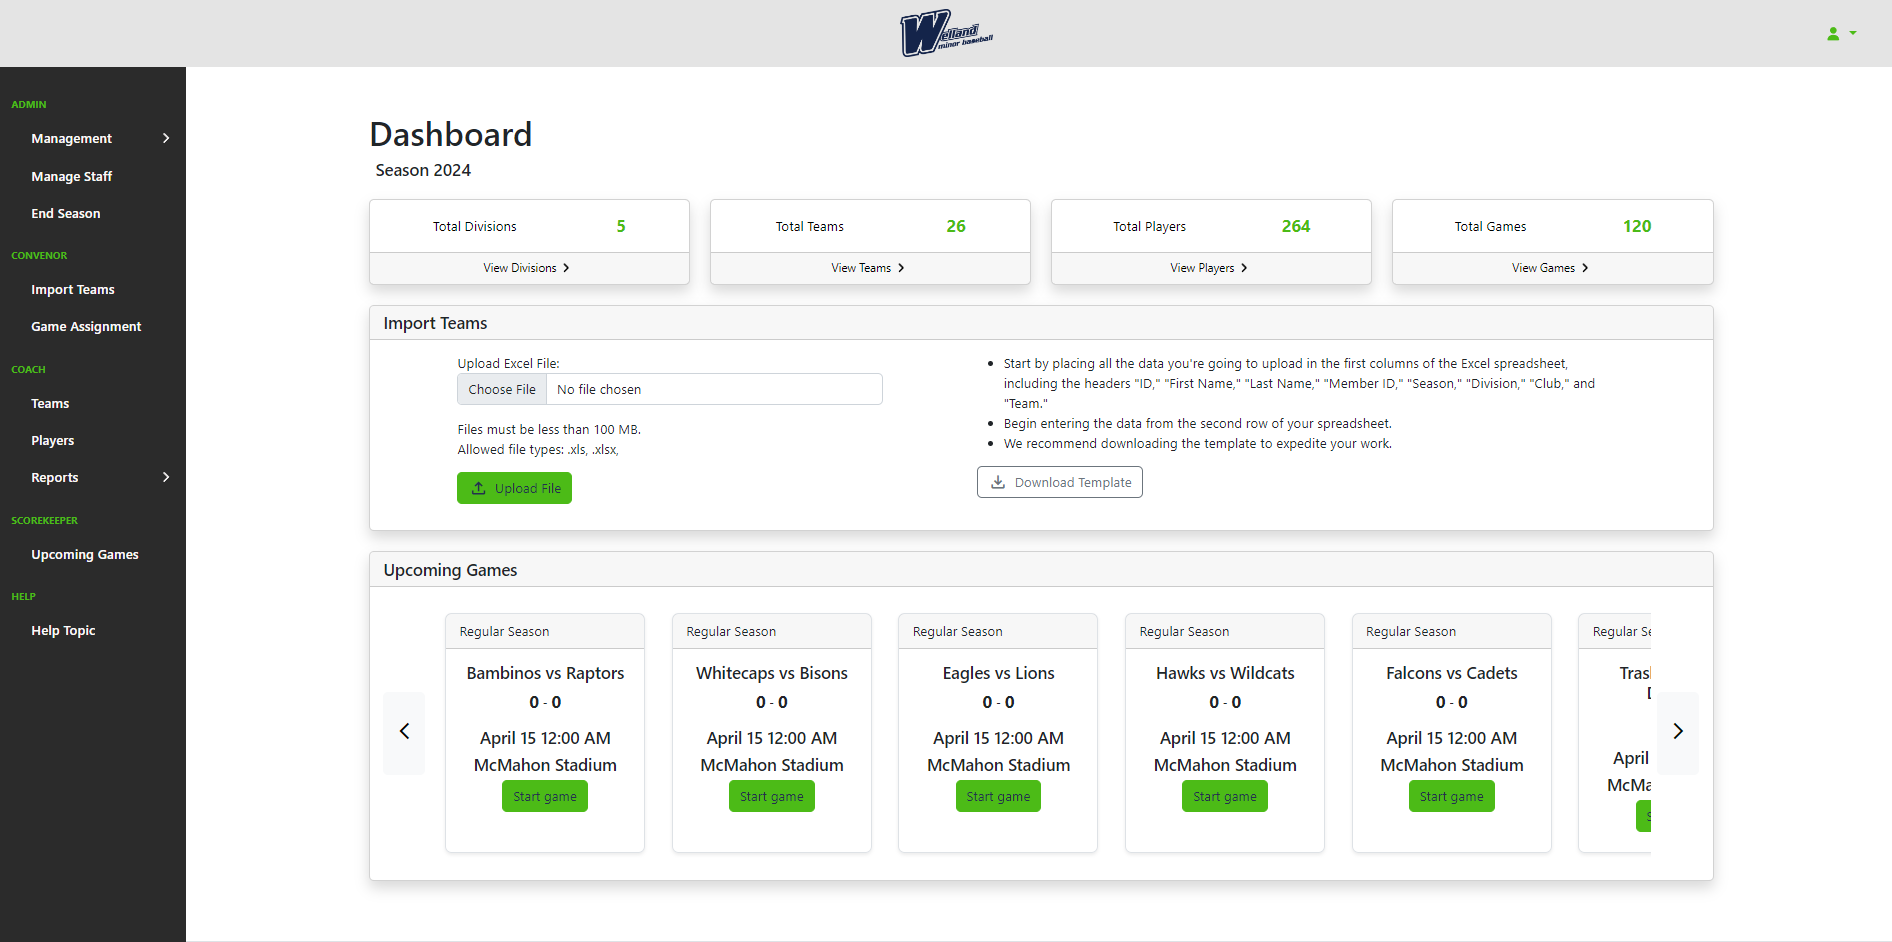 Welland
minor baseball
ADMIN
Management
Manage Staff
End Season
CONVENOR
Import Teams
Game Assignment
COACH
Teams
Players
Reports
SCOREKEEPER
Upcoming Games
HELP
Help Topic
Dashboard
Season 2024
Total Divisions 5
View Divisions
Total Teams 26
View Teams
Total Players 264
View Players
Total Games 120
View Games
Import Teams
Upload Excel File:
Choose File No file chosen
Files must be less than 100 MB.
Allowed file types: .xls, .xlsx,
Upload File
• Start by placing all the data you're going to upload in the first columns of the Excel spreadsheet,
including the headers "ID," "First Name," "Last Name," "Member ID," "Season," "Division," "Club," and
"Team."
• Begin entering the data from the second row of your spreadsheet.
• We recommend downloading the template to expedite your work.
Download Template
Upcoming Games
Regular Season
Bambinos vs Raptors
0 - 0
April 15 12:00 AM
McMahon Stadium
Start game
Regular Season
Whitecaps vs Bisons
0 - 0
April 15 12:00 AM
McMahon Stadium
Start game
Regular Season
Eagles vs Lions
0 - 0
April 15 12:00 AM
McMahon Stadium
Start game
Regular Season
Hawks vs Wildcats
0 - 0
April 15 12:00 AM
McMahon Stadium
Start game
Regular Season
Falcons vs Cadets
0 - 0
April 15 12:00 AM
McMahon Stadium
Start game
Regular
April